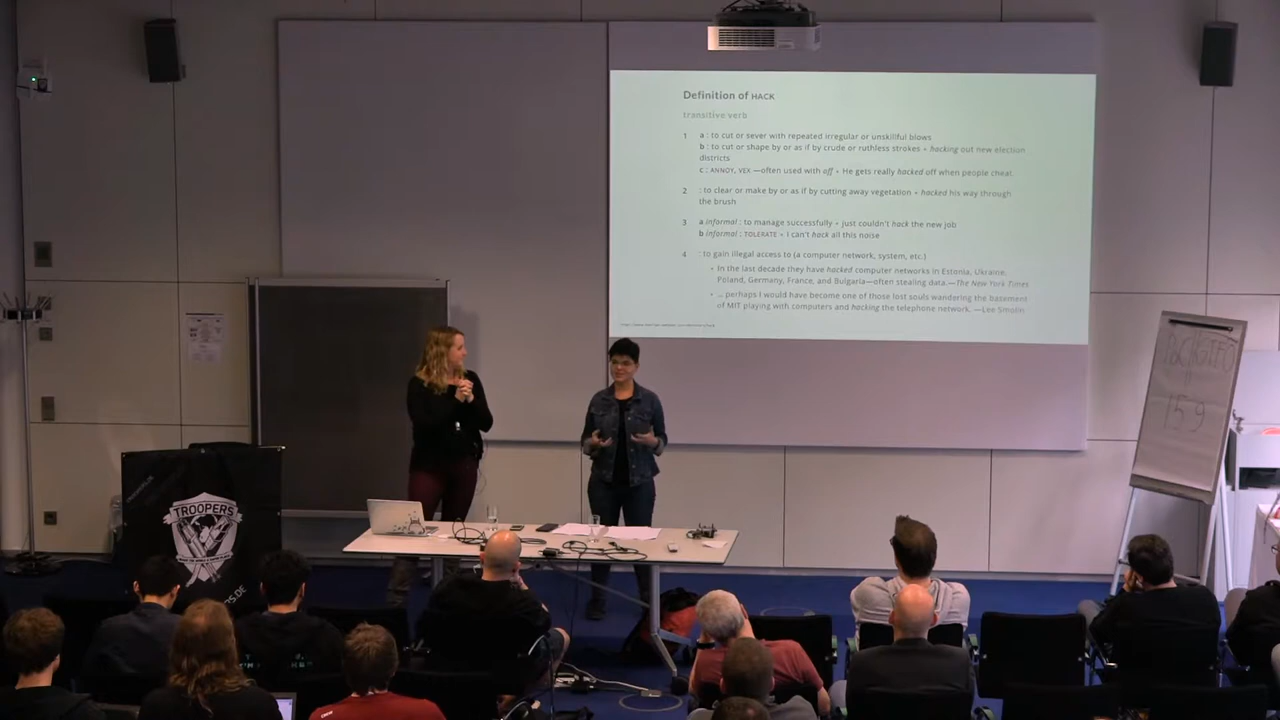 Definition of HACK
transitive verb
1 a : to cut or sever with repeated irregular or unskillful blows
b : to cut or shape by or as if by crude or ruthless strokes • hacking out new election
districts
c : ANNOY, VEX —often used with off • He gets really hacked off when people cheat.
2 : to clear or make by or as if by cutting away vegetation • hacked his way through
the brush
3 a informal : to manage successfully • just couldn't hack the new job
b informal : TOLERATE • I can't hack all this noise
4 : to gain illegal access to (a computer network, system, etc.)
• In the last decade they have hacked computer networks in Estonia, Ukraine,
Poland, Germany, France, and Bulgaria—often stealing data.—The New York Times
• ... perhaps I would have become one of those lost souls wandering the basement
of MIT playing with computers and hacking the telephone network. —Lee Smolin
TROOPERS
159